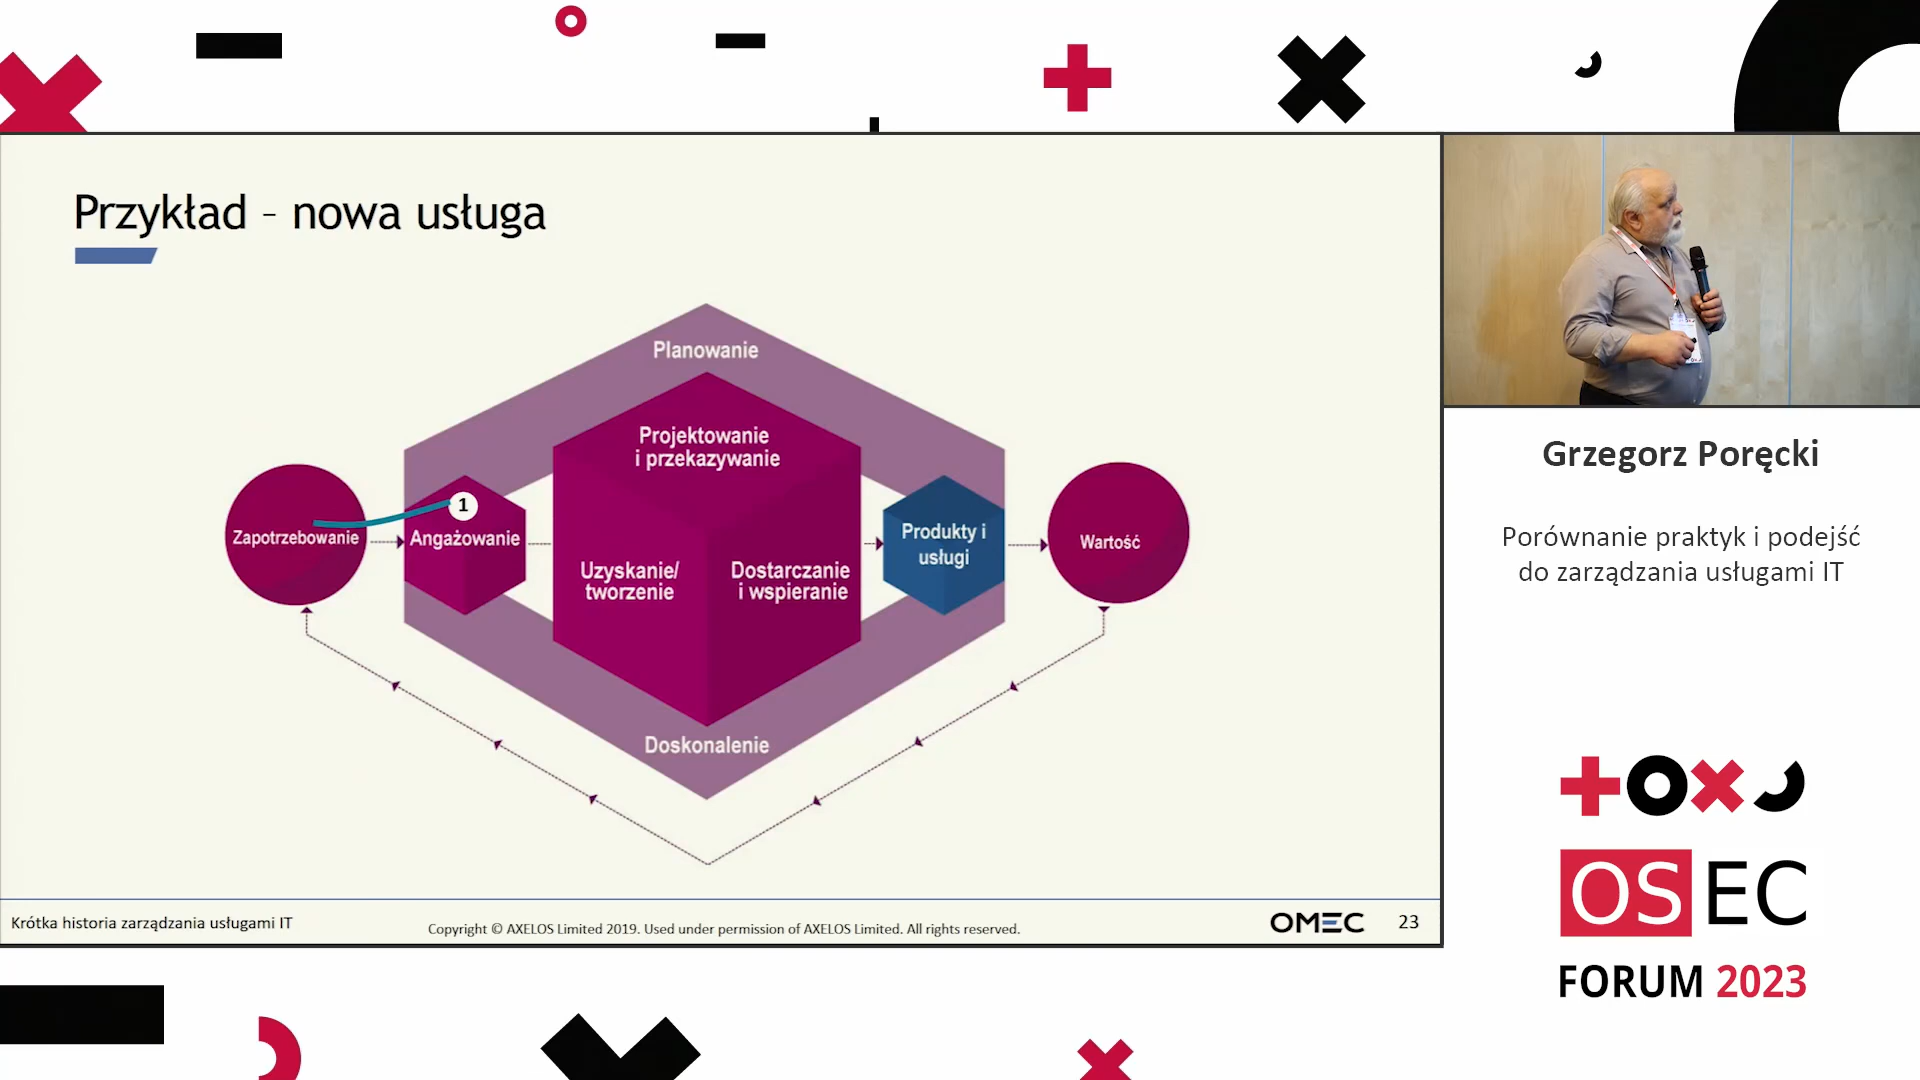 Przykład - nowa usługa
Planowanie
Projektowanie
i przekazywanie
1
Zapotrzebowanie
Angażowanie
Uzyskanie/
tworzenie
Dostarczanie
i wspieranie
Produkty i
usługi
Wartość
Doskonalenie
Krótka historia zarządzania usługami IT
Copyright © AXELOS Limited 2019. Used under permission of AXELOS Limited. All rights reserved.
OMEC
23
Grzegorz Poręcki
Porównanie praktyk i podejść
do zarządzania usługami IT
OSEC
FORUM 2023